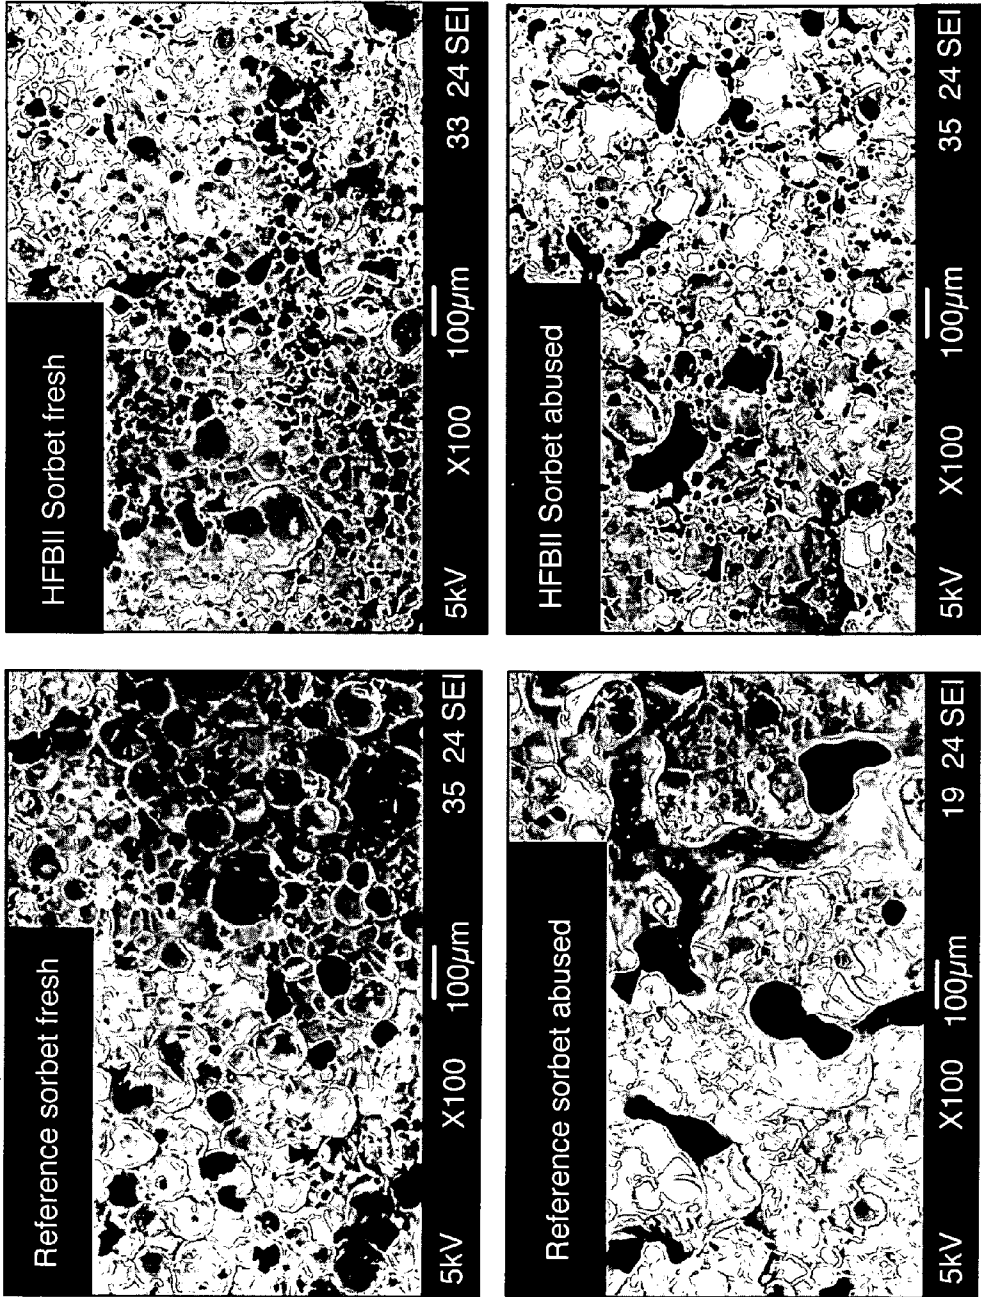 Reference sorbet fresh
5kV X100 100µm 35 24 SEI
HFBII Sorbet fresh
5kV X100 100µm 33 24 SEI
Reference sorbet abused
5kV X100 100µm 19 24 SEI
HFBII Sorbet abused
5kV X100 100µm 35 24 SEI